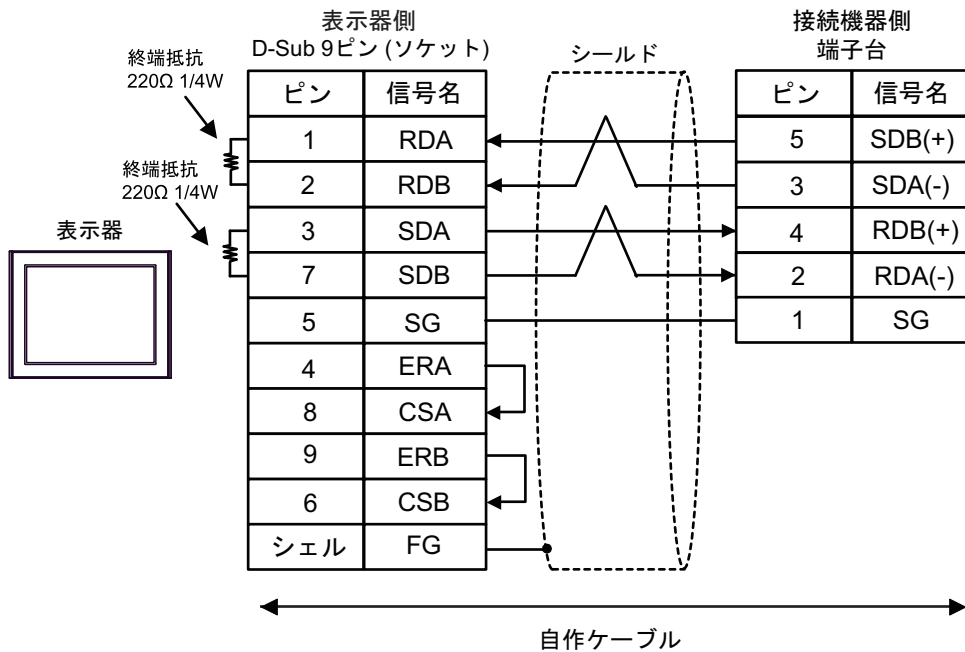 表示器側
D-Sub 9ピン (ソケット)
シールド
接続機器側
端子台
終端抵抗
220Ω 1/4W
終端抵抗
220Ω 1/4W
表示器
ピン 信号名
1 RDA
2 RDB
3 SDA
7 SDB
5 SG
4 ERA
8 CSA
9 ERB
6 CSB
シェル FG
ピン 信号名
5 SDB(+)
3 SDA(-)
4 RDB(+)
2 RDA(-)
1 SG
自作ケーブル